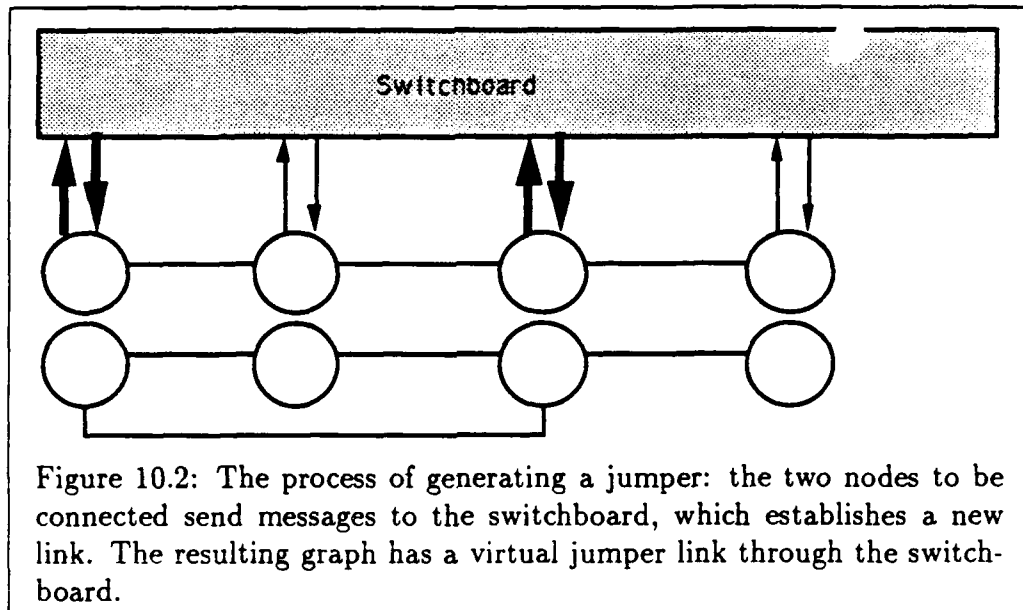 Switchboard
Figure 10.2: The process of generating a jumper: the two nodes to be
connected send messages to the switchboard, which establishes a new
link. The resulting graph has a virtual jumper link through the switch-
board.